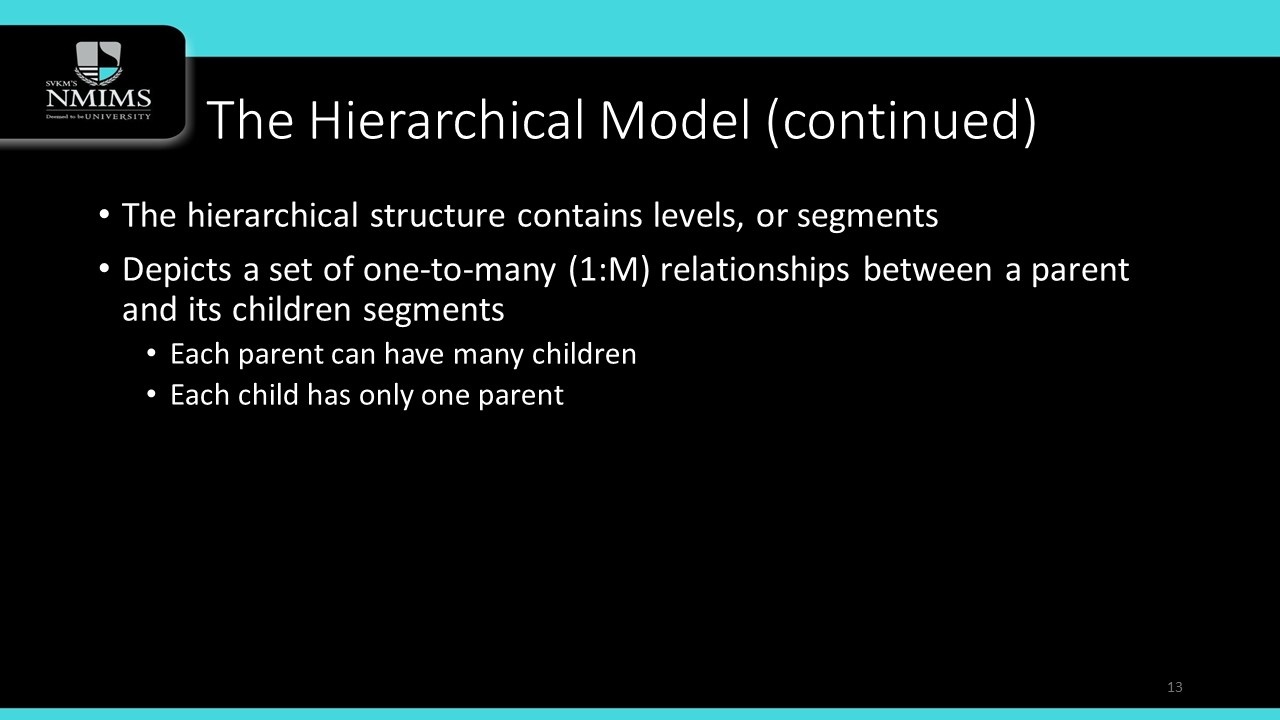 SVKM'S
NMIMS
Deemed to be UNIVERSITY
The Hierarchical Model (continued)
• The hierarchical structure contains levels, or segments
• Depicts a set of one-to-many (1:M) relationships between a parent
and its children segments
• Each parent can have many children
• Each child has only one parent
13